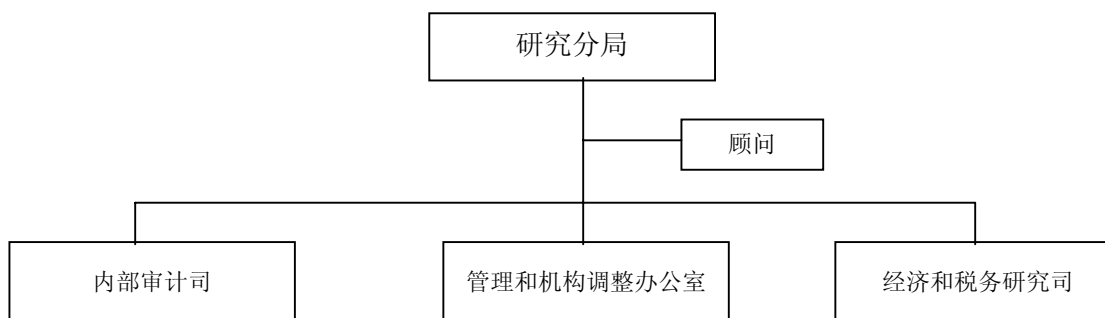 研究分局
顾问
内部审计司
管理和机构调整办公室
经济和税务研究司